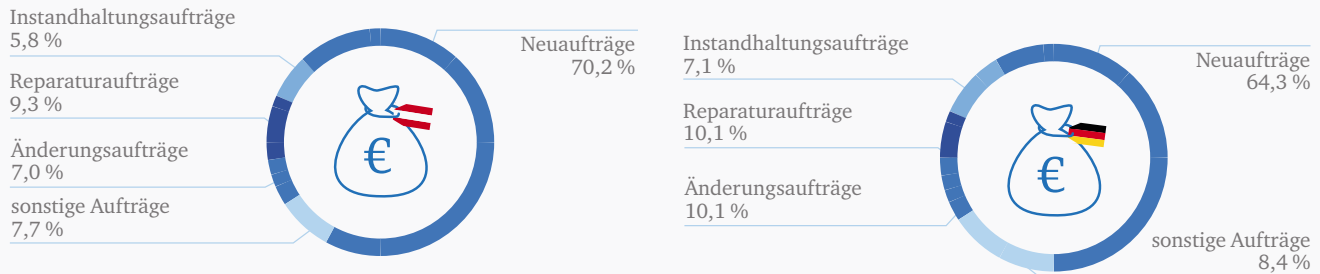 Instandhaltungsaufträge
5,8 %
Reparaturaufträge
9,3 %
Änderungsaufträge
7,0 %
sonstige Aufträge
7,7 %
Neuaufträge
70,2 %
€
Instandhaltungsaufträge
7,1 %
Reparaturaufträge
10,1 %
Änderungsaufträge
10,1 %
Neuaufträge
64,3 %
€
sonstige Aufträge
8,4 %